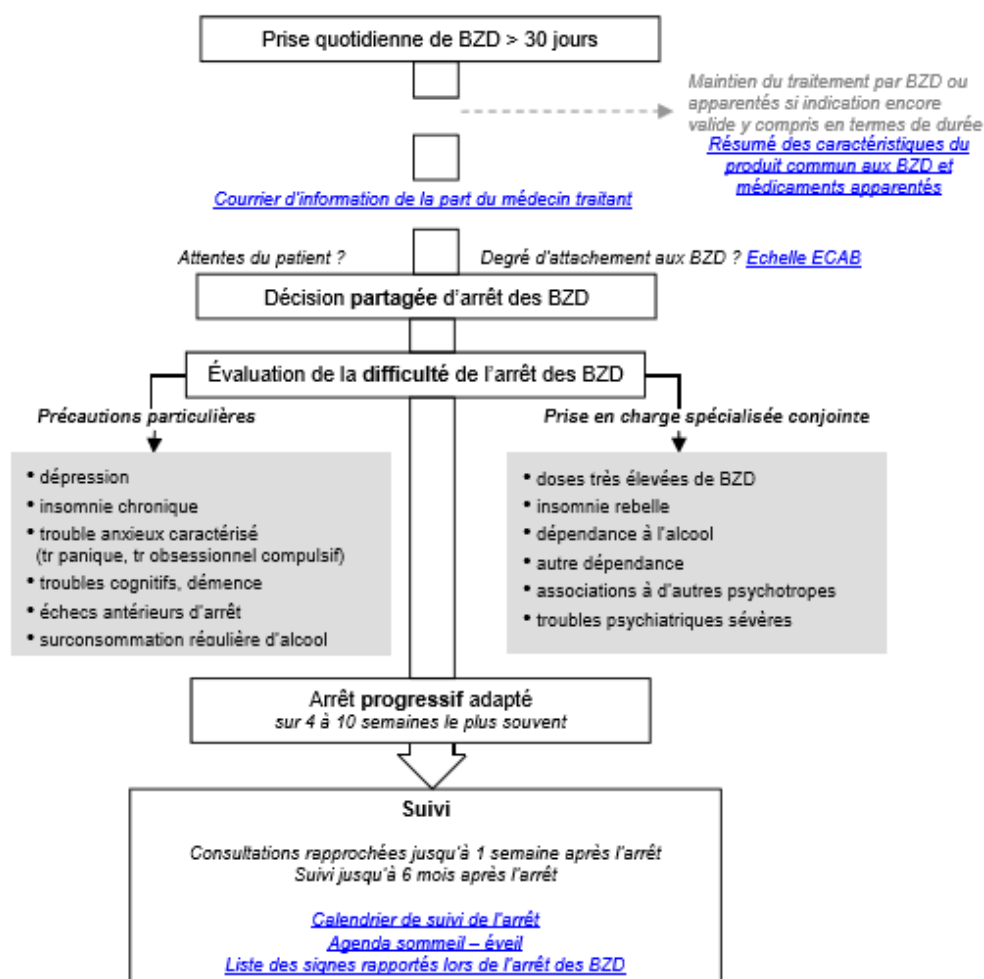 Prise quotidienne de BZD > 30 jours
Maintien du traitement par BZD ou
apparentés si indication encore
valide y compris en termes de durée
Résumé des caractéristiques du
produit commun aux BZD et
médicaments apparentés
Courrier d'information de la part du médecin traitant
Attentes du patient ?
Degré d'attachement aux BZD ? Echelle ECAB
Décision partagée d'arrêt des BZD
Évaluation de la difficulté de l'arrêt des BZD
Précautions particulières
• dépression
• insomnie chronique
• trouble anxieux caractérisé
(tr panique, tr obsessionnel compulsif)
• troubles cognitifs, démence
• échecs antérieurs d'arrêt
• surconsommation régulière d'alcool
Prise en charge spécialisée conjointe
• doses très élevées de BZD
• insomnie rebelle
• dépendance à l'alcool
• autre dépendance
• associations à d'autres psychotropes
• troubles psychiatriques sévères
Arrêt progressif adapté
sur 4 à 10 semaines le plus souvent
Suivi
Consultations rapprochées jusqu'à 1 semaine après l'arrêt
Suivi jusqu'à 6 mois après l'arrêt
Calendrier de suivi de l'arrêt
Agenda sommeil – éveil
Liste des signes rapportés lors de l'arrêt des BZD